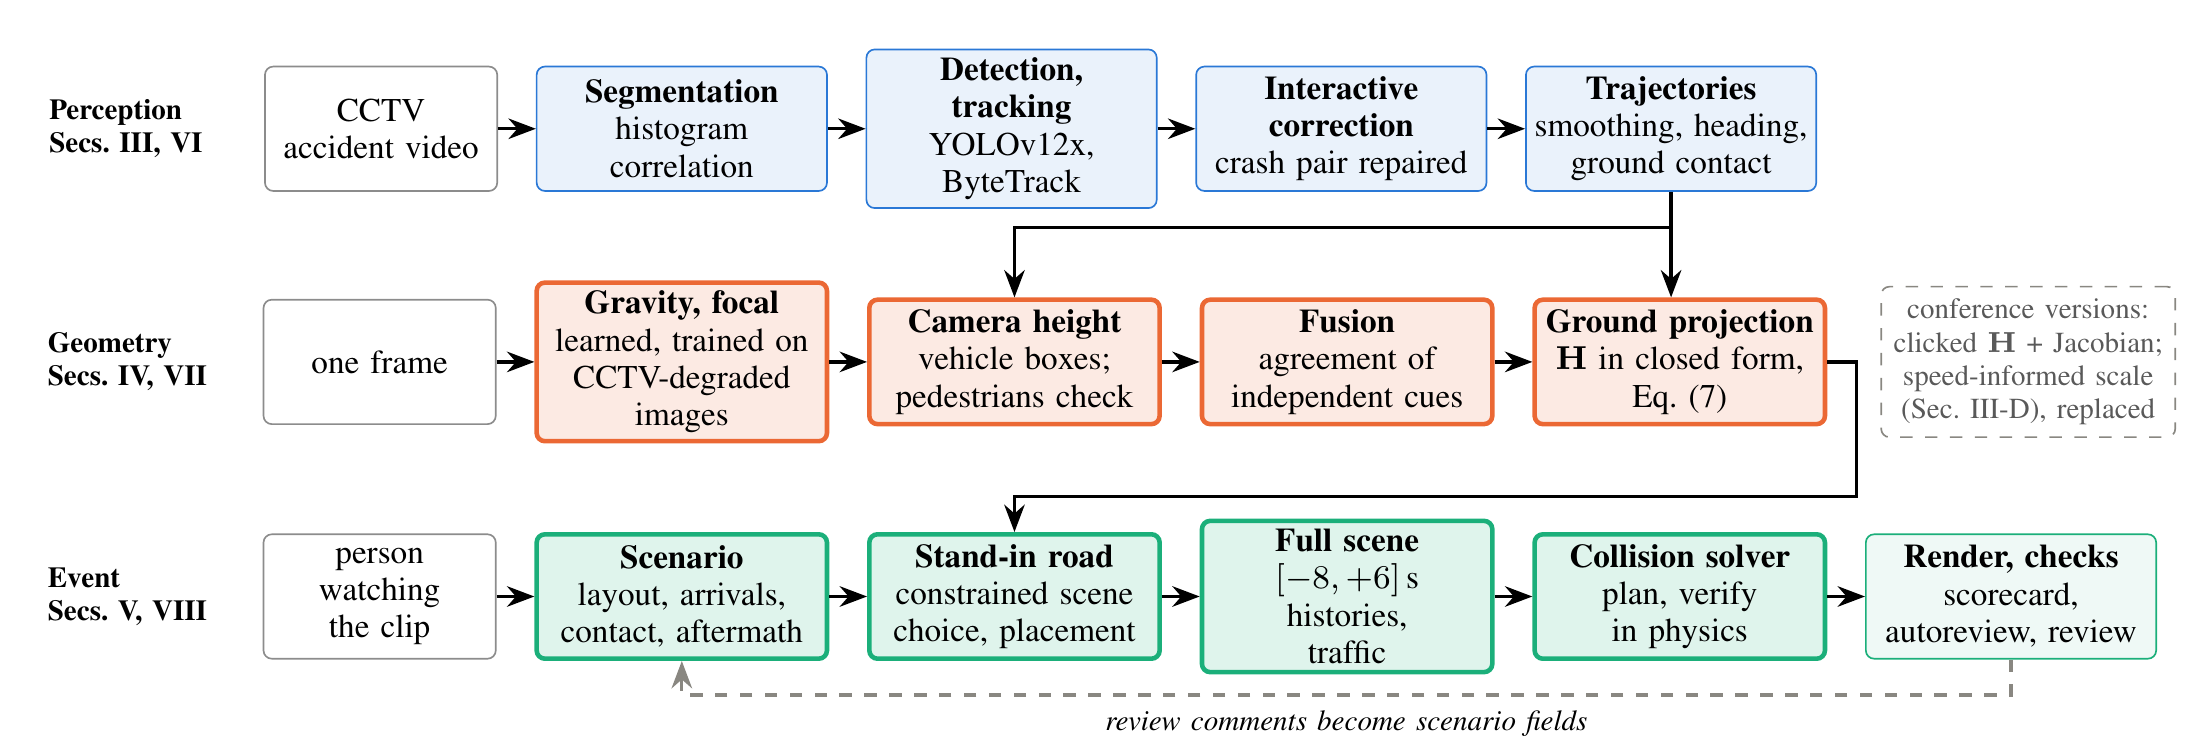 Perception
Secs. III, VI
CCTV
accident video
Segmentation
histogram
correlation
Detection,
tracking
YOLOv12x,
ByteTrack
Interactive
correction
crash pair repaired
Trajectories
smoothing, heading,
ground contact
Geometry
Secs. IV, VII
one frame
Gravity, focal
learned, trained on
CCTV-degraded
images
Camera height
vehicle boxes;
pedestrians check
Fusion
agreement of
independent cues
Ground projection
H in closed form,
Eq. (7)
conference versions:
clicked H + Jacobian;
speed-informed scale
(Sec. III-D), replaced
Event
Secs. V, VIII
person
watching
the clip
Scenario
layout, arrivals,
contact, aftermath
Stand-in road
constrained scene
choice, placement
Full scene
[−8, +6] s
histories,
traffic
Collision solver
plan, verify
in physics
Render, checks
scorecard,
autoreview, review
review comments become scenario fields